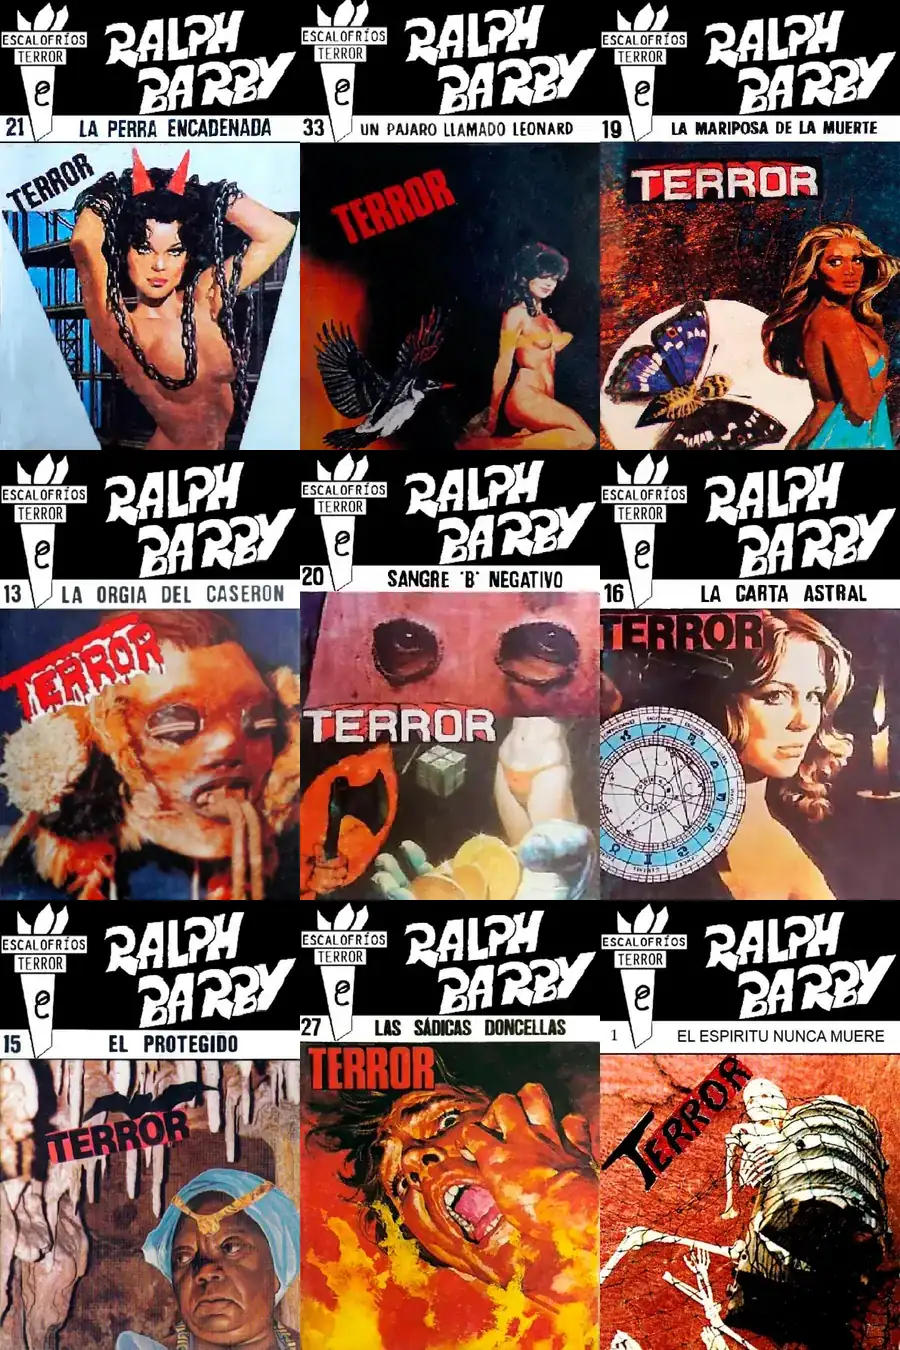 ESCALOFRÍOS
TERROR
e
RALPH
BARBY
21
LA PERRA ENCADENADA
TERROR
ESCALOFRÍOS
TERROR
e
RALPH
BARBY
33
UN PAJARO LLAMADO LEONARD
TERROR
ESCALOFRÍOS
TERROR
e
RALPH
BARBY
19
LA MARIPOSA DE LA MUERTE
TERROR
ESCALOFRÍOS
TERROR
e
RALPH
BARBY
13
LA ORGIA DEL CASERON
TERROR
ESCALOFRÍOS
TERROR
e
RALPH
BARBY
20
SANGRE "B" NEGATIVO
TERROR
ESCALOFRÍOS
TERROR
e
RALPH
BARBY
16
LA CARTA ASTRAL
TERROR
ESCALOFRÍOS
TERROR
e
RALPH
BARBY
15
EL PROTEGIDO
TERROR
ESCALOFRÍOS
TERROR
e
RALPH
BARBY
27
LAS SÁDICAS DONCELLAS
TERROR
ESCALOFRÍOS
TERROR
e
RALPH
BARBY
1
EL ESPIRITU NUNCA MUERE
TERROR